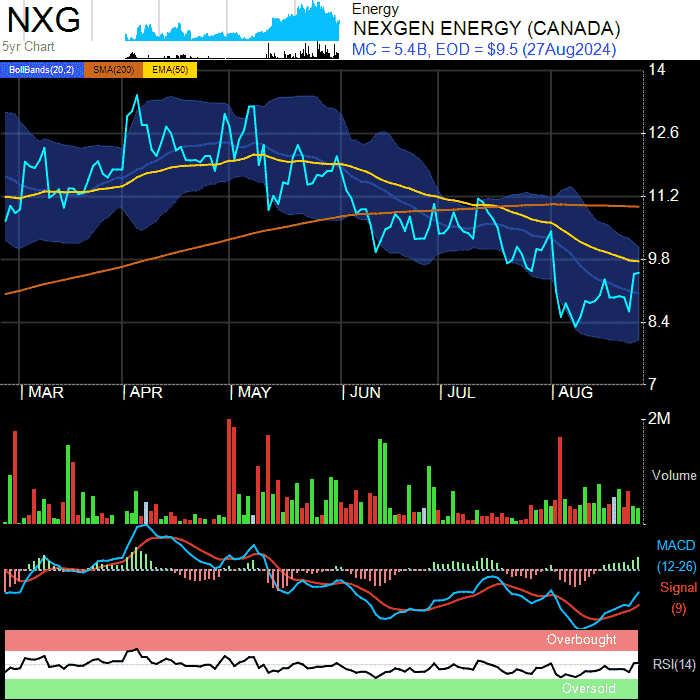 NXG
5yr Chart
Energy
NEXGEN ENERGY (CANADA)
MC = 5.4B, EOD = $9.5 (27Aug2024)
BollBands(20,2) SMA(200) EMA(50)
14
12.6
11.2
9.8
8.4
7
MAR APR MAY JUN JUL AUG
2M
Volume
MACD
(12-26)
Signal
(9)
Overbought
RSI(14)
Oversold